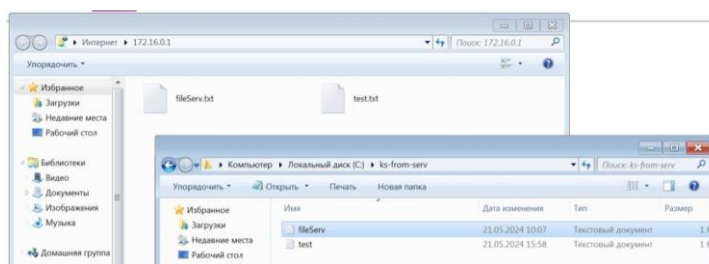 Интернет ▸ 172.16.0.1
Поиск: 172.16.0.1
Упорядочить
Избранное
Загрузки
Недавние места
Рабочий стол
Библиотеки
Видео
Документы
Изображения
Музыка
Домашняя группа
fileServ.txt
test.txt
Компьютер ▸ Локальный диск (C:) ▸ ks-from-serv
Поиск: ks-from-serv
Упорядочить Открыть Печать Новая папка
Избранное
Загрузки
Недавние места
Рабочий стол
Имя Дата изменения Тип Размер
fileServ 21.05.2024 10:07 Текстовый документ 1
test 21.05.2024 15:58 Текстовый документ 1